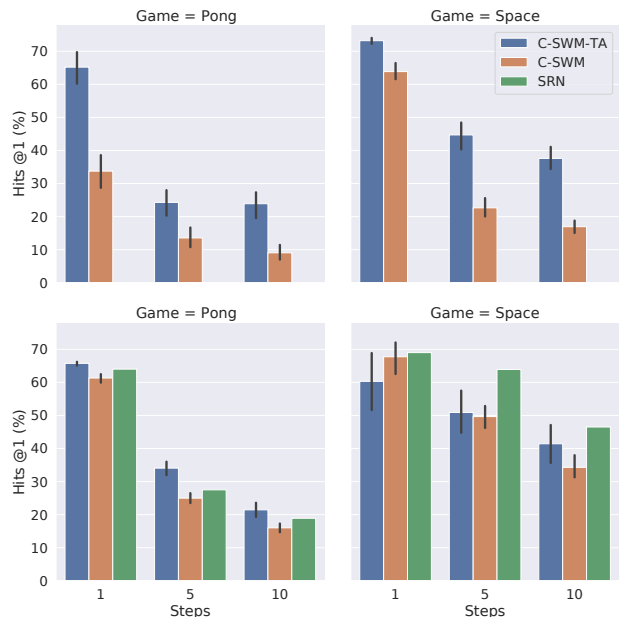 Game = Pong
Game = Space
Hits @1 (%)
70
60
50
40
30
20
10
0
C-SWM-TA
C-SWM
SRN
Game = Pong
Game = Space
Hits @1 (%)
70
60
50
40
30
20
10
0
1 5 10
Steps
1 5 10
Steps